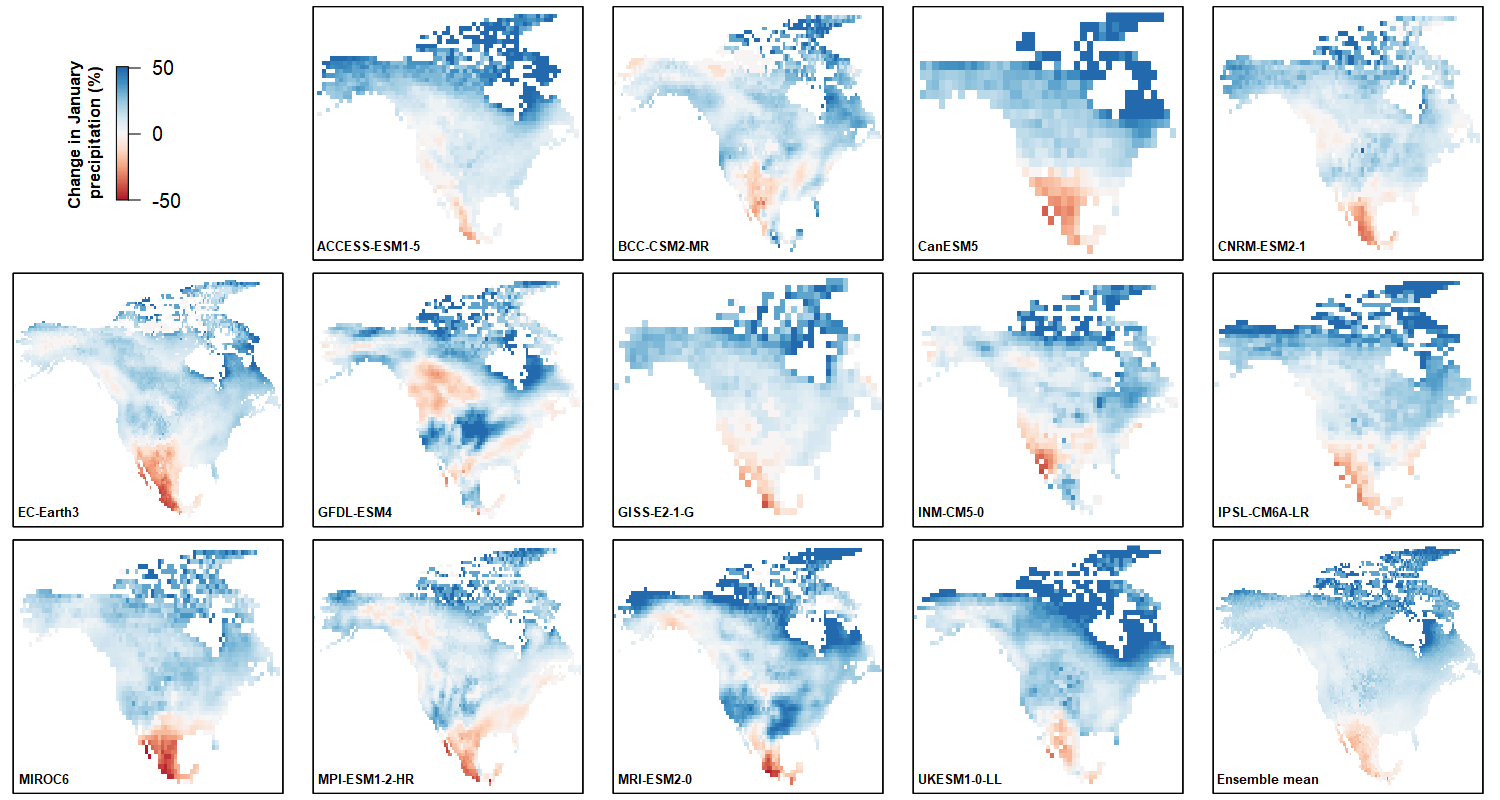 Change in January
precipitation (%)
50
0
-50
ACCESS-ESM1-5
BCC-CSM2-MR
CanESM5
CNRM-ESM2-1
EC-Earth3
GFDL-ESM4
GISS-E2-1-G
INM-CM5-0
IPSL-CM6A-LR
MIROC6
MPI-ESM1-2-HR
MRI-ESM2-0
UKESM1-0-LL
Ensemble mean